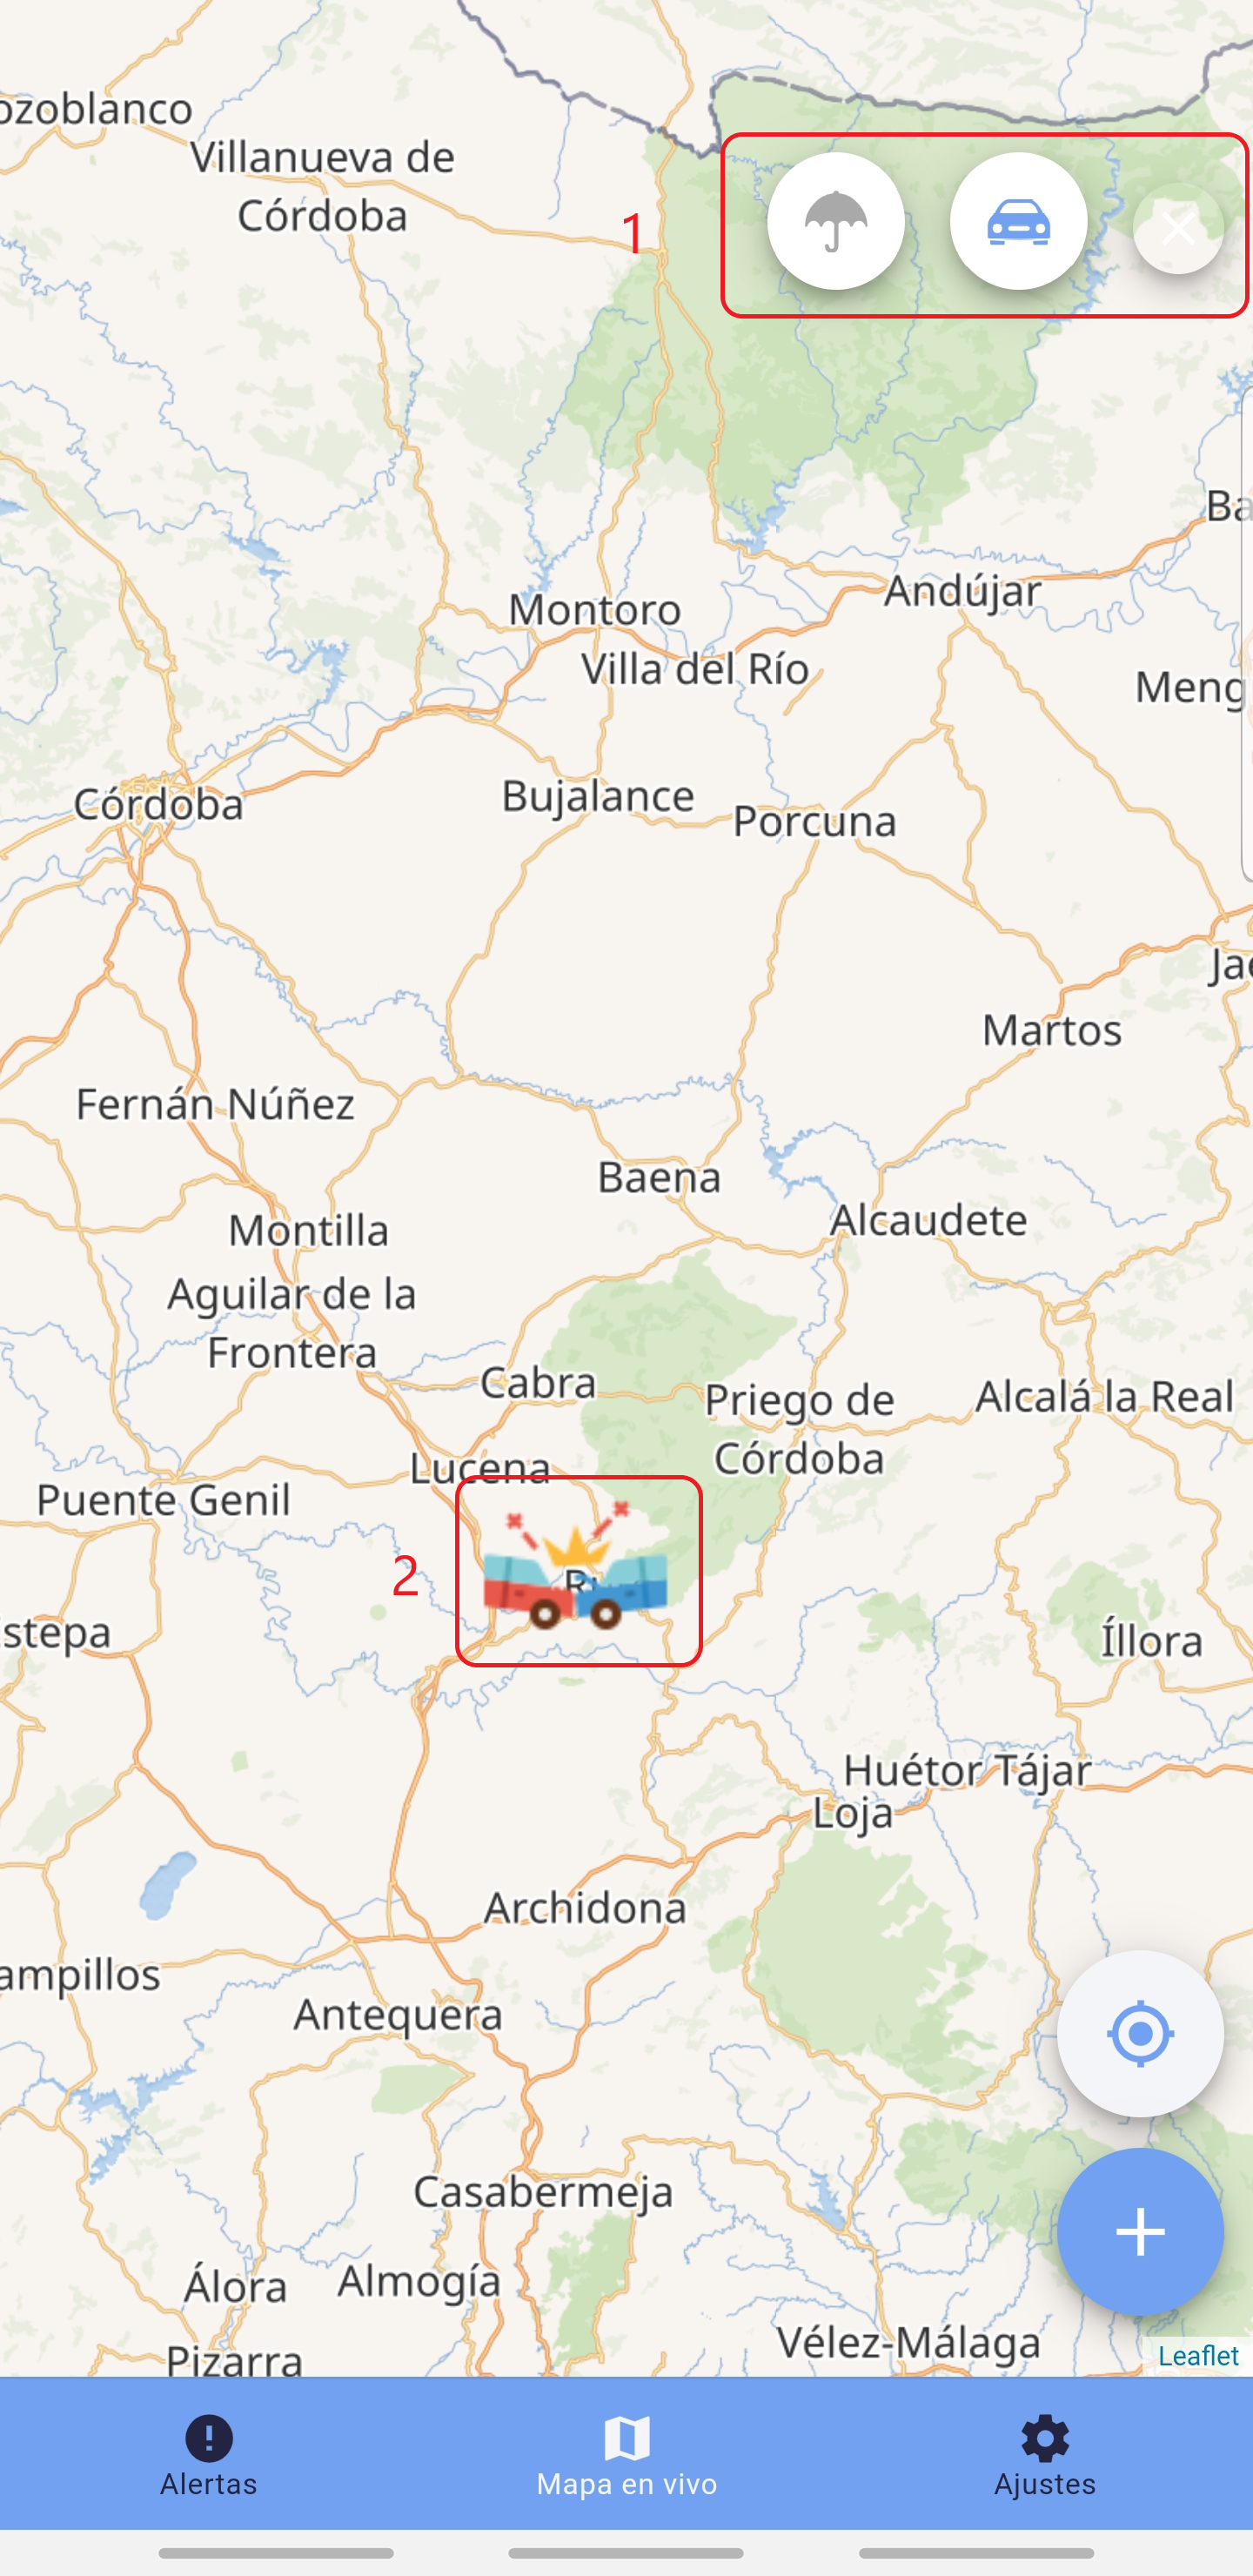 ozoblanco
Villanueva de
Córdoba
1
Ba
Andújar
Montoro
Villa del Río
Meng
Córdoba
Bujalance
Porcuna
Jaé
Martos
Fernán Núñez
Baena
Alcaudete
Montilla
Aguilar de la
Frontera
Cabra
Priego de
Córdoba
Alcalá la Real
Lucena
Puente Genil
2
R
stepa
Íllora
Huétor Tájar
Loja
Archidona
ampillos
Antequera
Casabermeja
Álora
Almogía
Vélez-Málaga
Pizarra
Leaflet
Alertas
Mapa en vivo
Ajustes